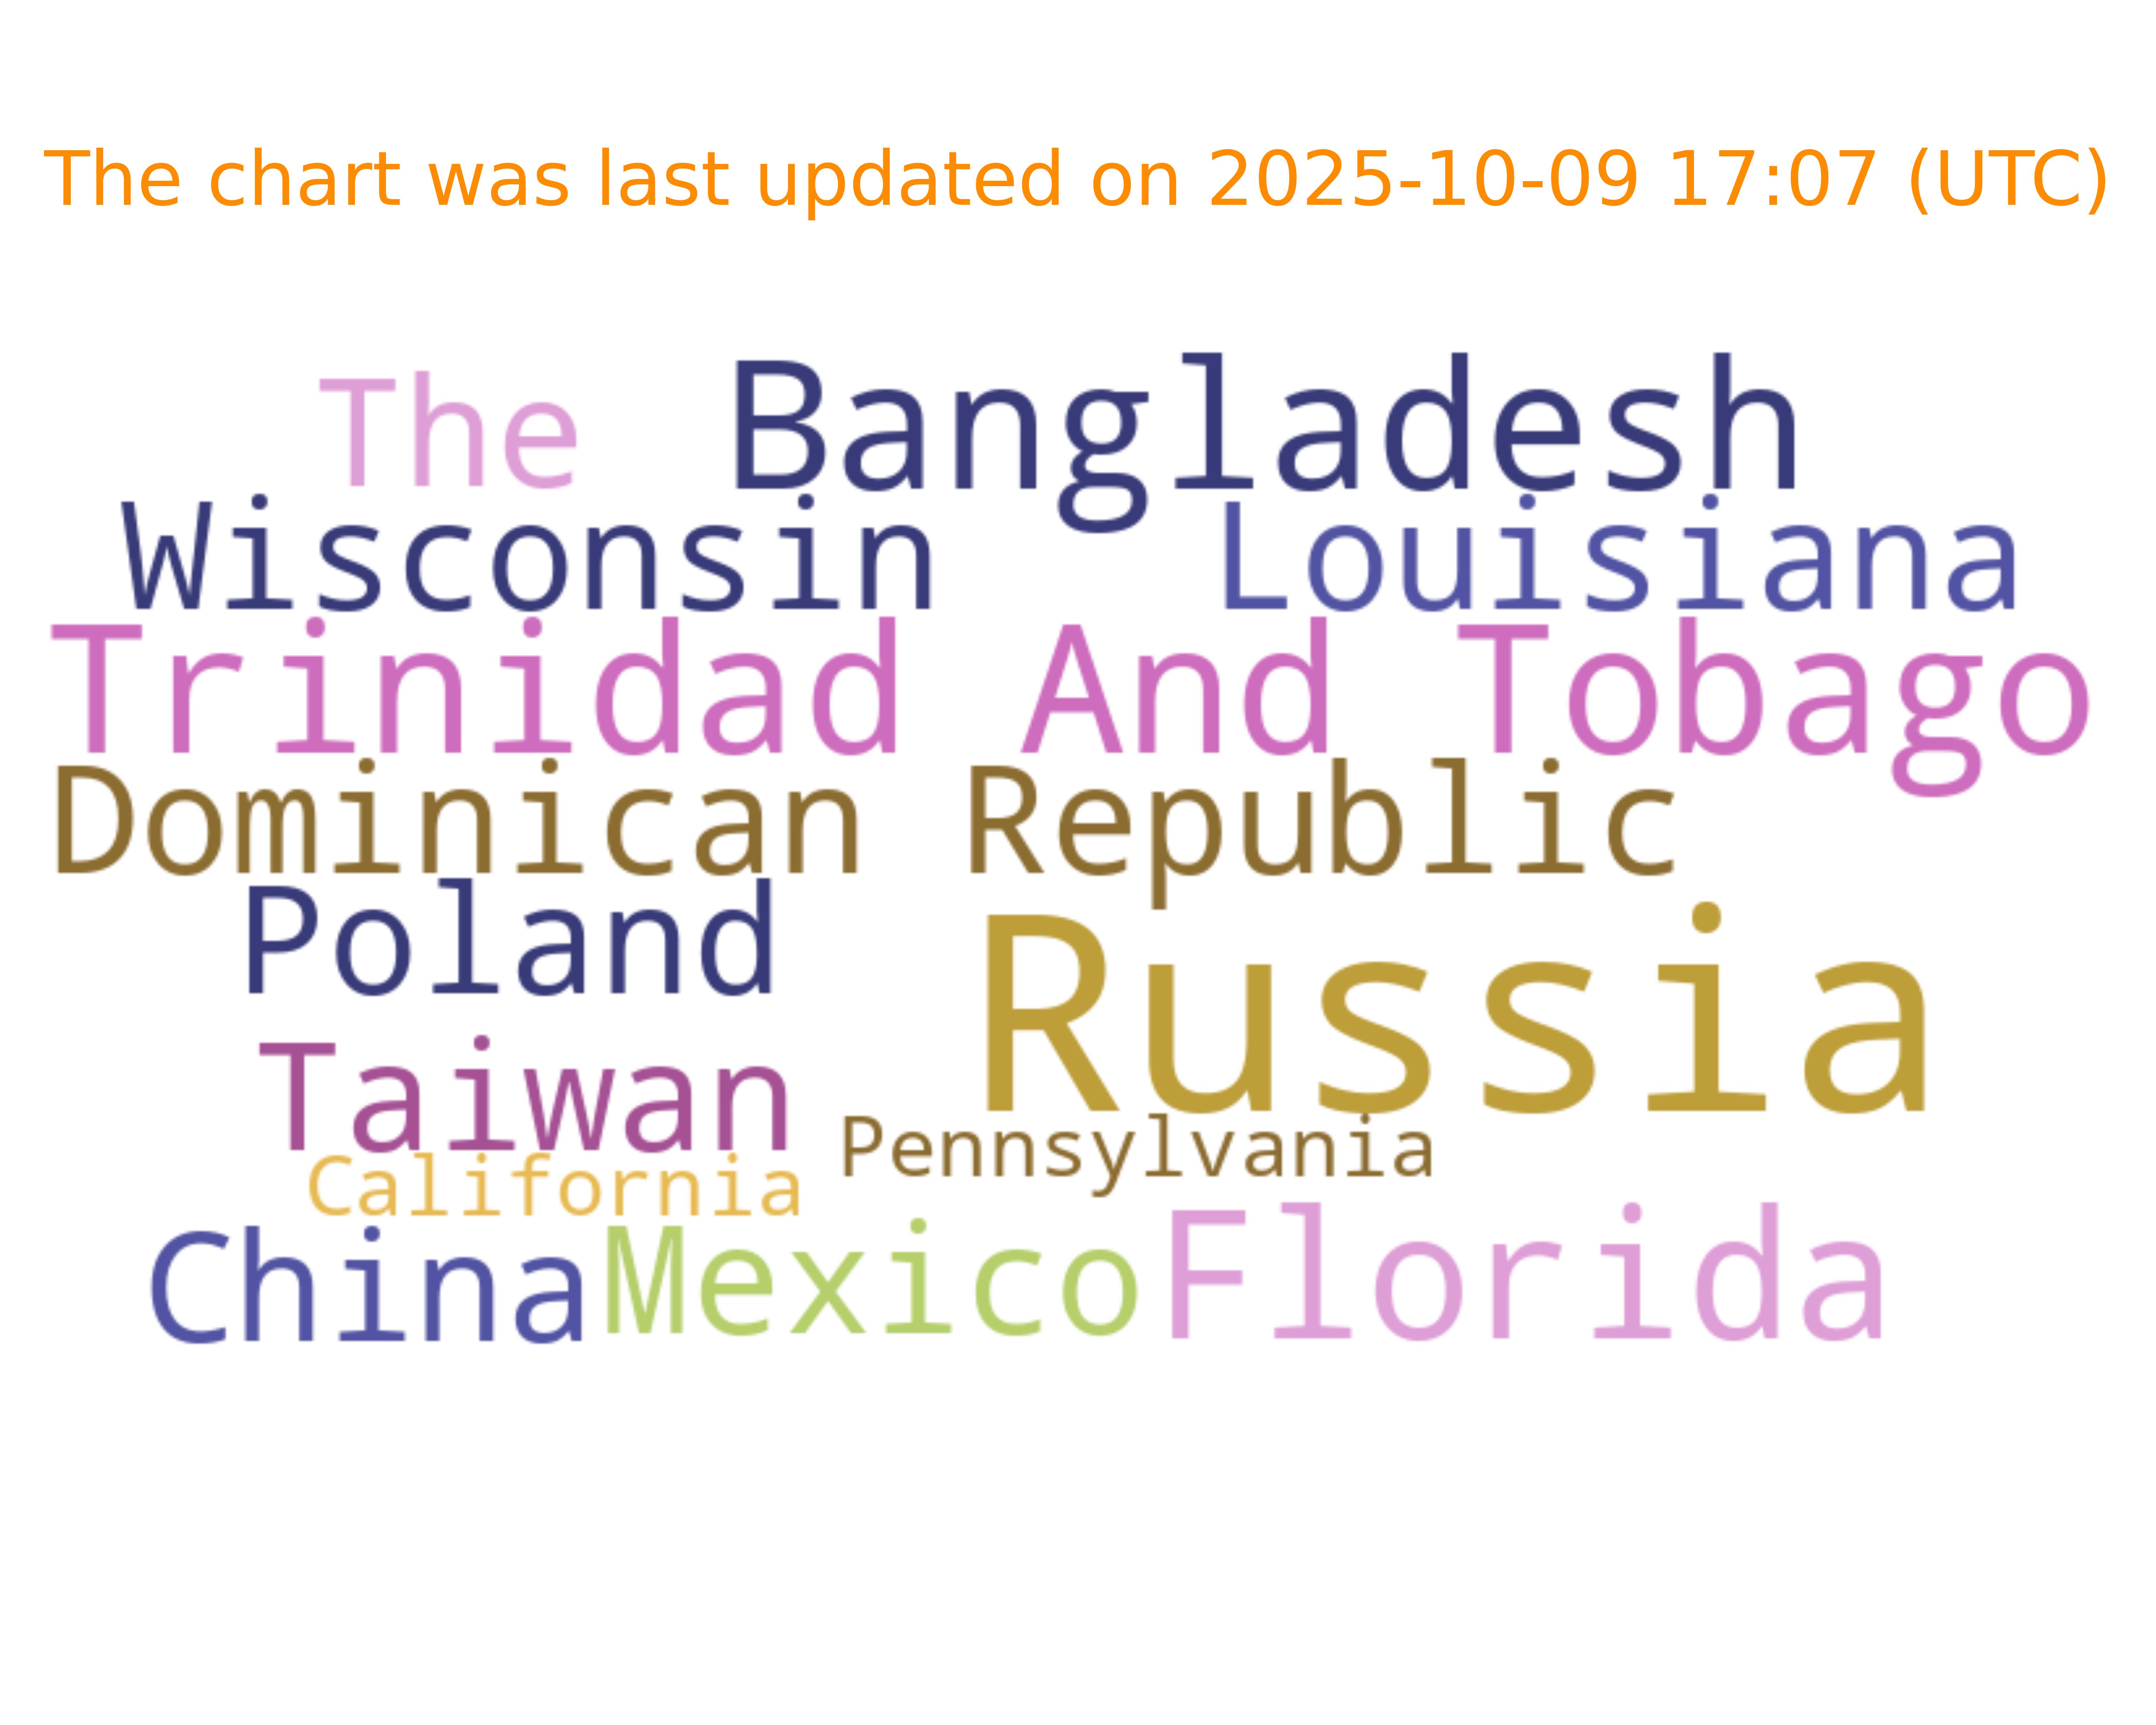 The chart was last updated on 2025-10-09 17:07 (UTC)
The Bangladesh
Wisconsin Louisiana
Trinidad And Tobago
Dominican Republic
Poland Russia
Taiwan
Pennsylvania
California
China Mexico Florida